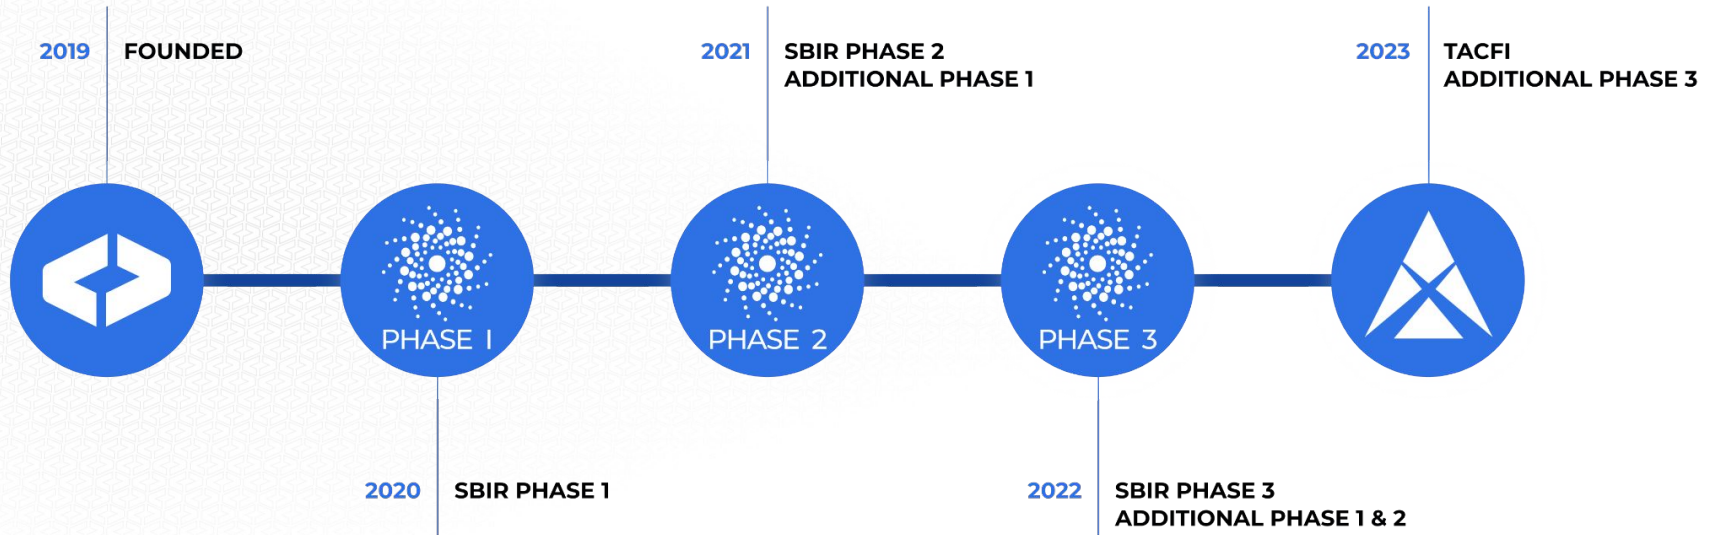 2019 FOUNDED
2021 SBIR PHASE 2
ADDITIONAL PHASE 1
2023 TACFI
ADDITIONAL PHASE 3
PHASE I
PHASE 2
PHASE 3
2020 SBIR PHASE 1
2022 SBIR PHASE 3
ADDITIONAL PHASE 1 & 2